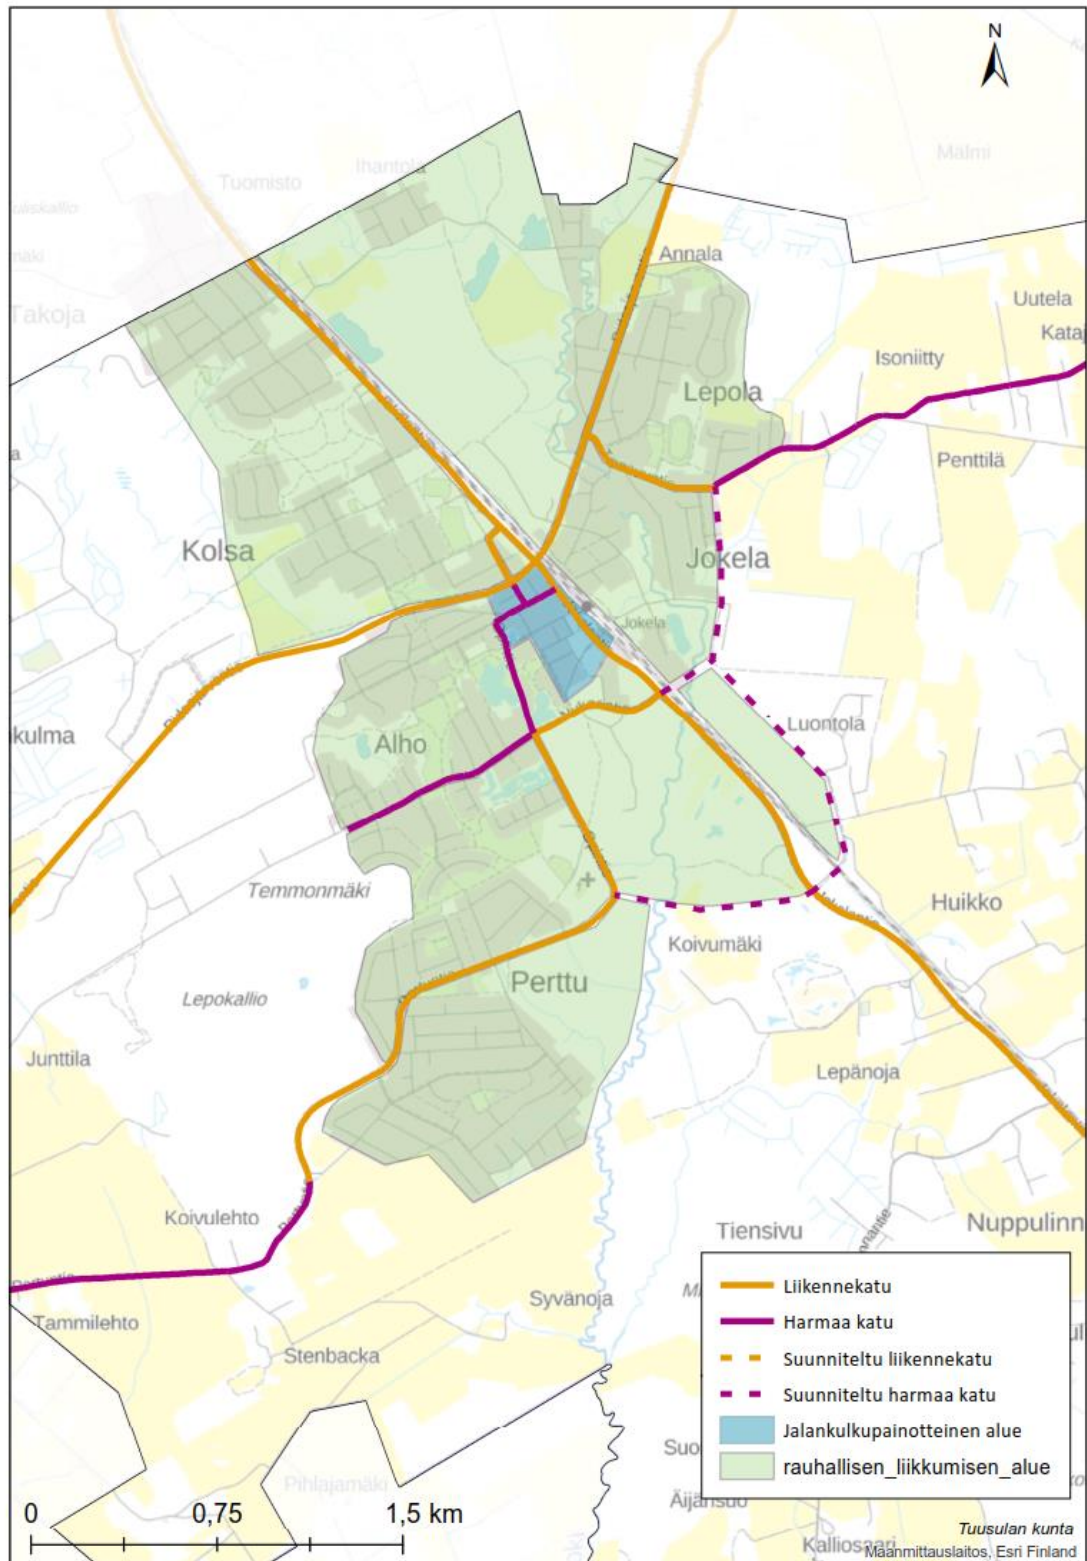 N
Mälmi
Ihantola
Tuomisto
Annala
Takoja
Uutela
Isoniitty
Lepola
Penttilä
Kolsa
Jokela
Jokela
Luontola
Alho
Temmonmäki
Huikko
Koivumäki
Perttu
Lepokallio
Junttila
Lepänoja
Koivulehto
Tiensivu
Nuppulinn
Syvänoja
Tammilehto
Stenbacka
Pihlajamäki
Liikennekatu
Harmaa katu
Suunniteltu liikennekatu
Suunniteltu harmaa katu
Jalankulkupainotteinen alue
rauhallisen_liikkumisen_alue
0 0,75 1,5 km
Äijänsuo
Kalliosaari
Tuusulan kunta
Maanmittauslaitos, Esri Finland